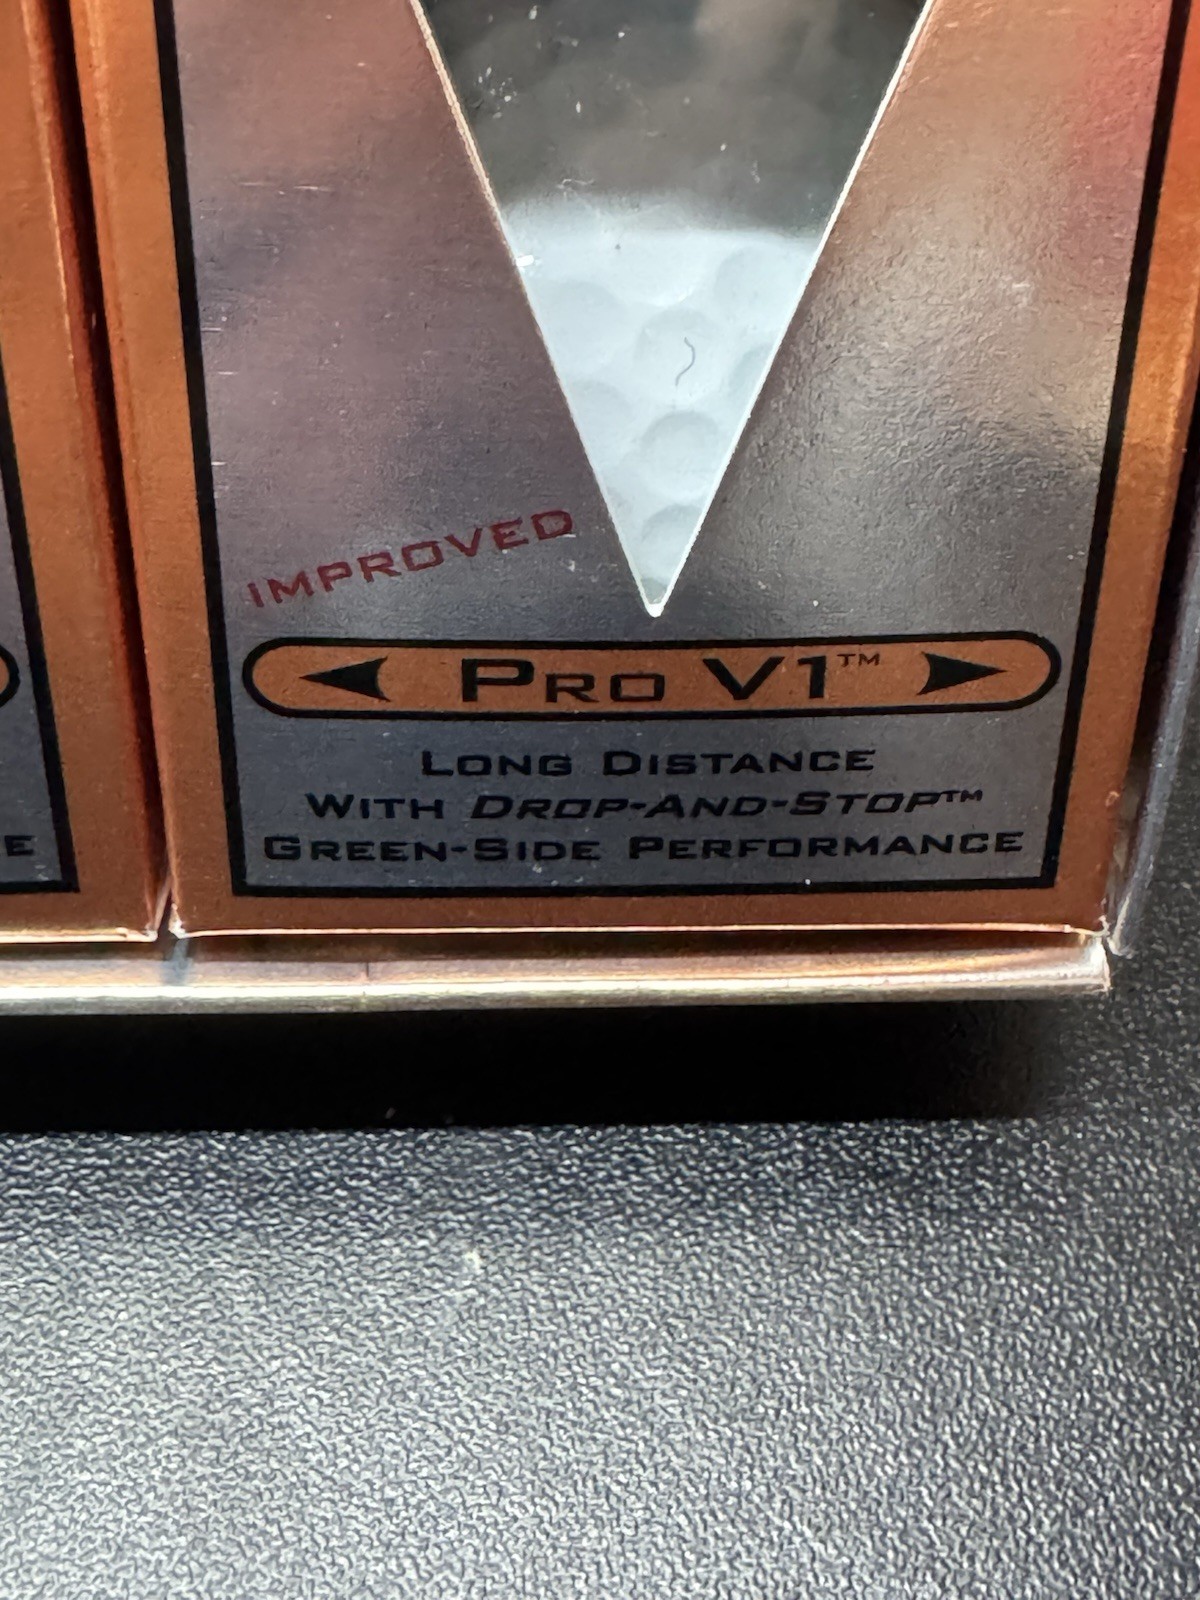 IMPROVED
PRO V1™
LONG DISTANCE
WITH DROP-AND-STOP™
GREEN-SIDE PERFORMANCE
E